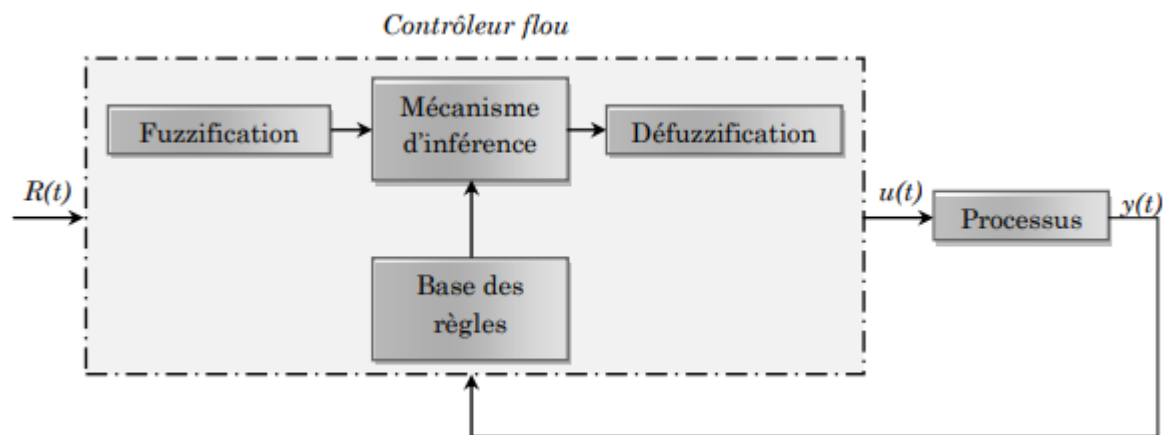 Contrôleur flou
Fuzzification
Mécanisme
d'inférence
Défuzzification
R(t)
u(t)
Processus
y(t)
Base des
règles